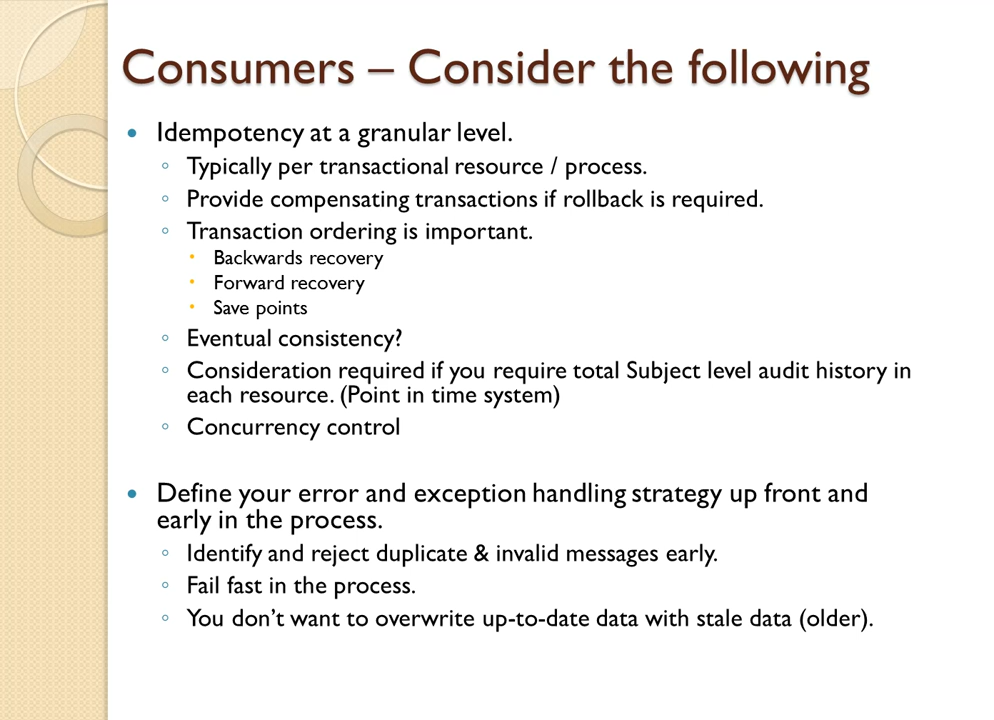 Consumers – Consider the following
Idempotency at a granular level.
Typically per transactional resource / process.
Provide compensating transactions if rollback is required.
Transaction ordering is important.
Backwards recovery
Forward recovery
Save points
Eventual consistency?
Consideration required if you require total Subject level audit history in
each resource. (Point in time system)
Concurrency control
Define your error and exception handling strategy up front and
early in the process.
Identify and reject duplicate & invalid messages early.
Fail fast in the process.
You don’t want to overwrite up-to-date data with stale data (older).